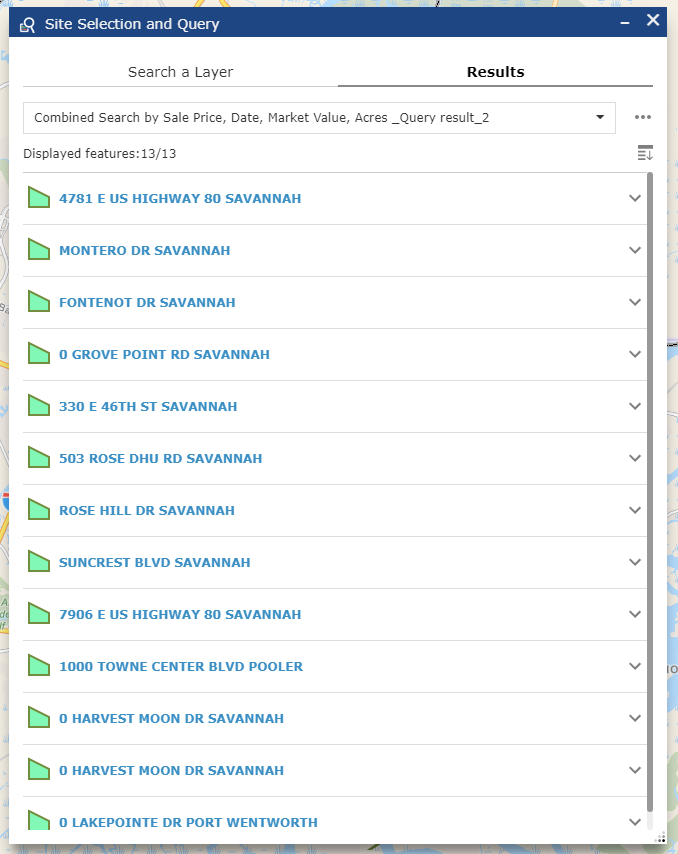 Site Selection and Query
Search a Layer
Results
Combined Search by Sale Price, Date, Market Value, Acres _Query result_2
Displayed features:13/13
4781 E US HIGHWAY 80 SAVANNAH
MONTERO DR SAVANNAH
FONTENOT DR SAVANNAH
0 GROVE POINT RD SAVANNAH
330 E 46TH ST SAVANNAH
503 ROSE DHU RD SAVANNAH
ROSE HILL DR SAVANNAH
SUNCREST BLVD SAVANNAH
7906 E US HIGHWAY 80 SAVANNAH
1000 TOWNE CENTER BLVD POOLER
0 HARVEST MOON DR SAVANNAH
0 HARVEST MOON DR SAVANNAH
0 LAKEPOINTE DR PORT WENTWORTH